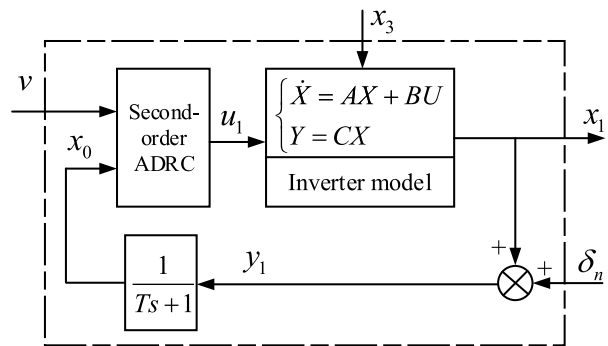 x₃
v
Second-
order
ADRC
x₀
u₁
Ẋ = AX + BU
Y = CX
Inverter model
x₁
+
+
δₙ
y₁
1
Ts + 1